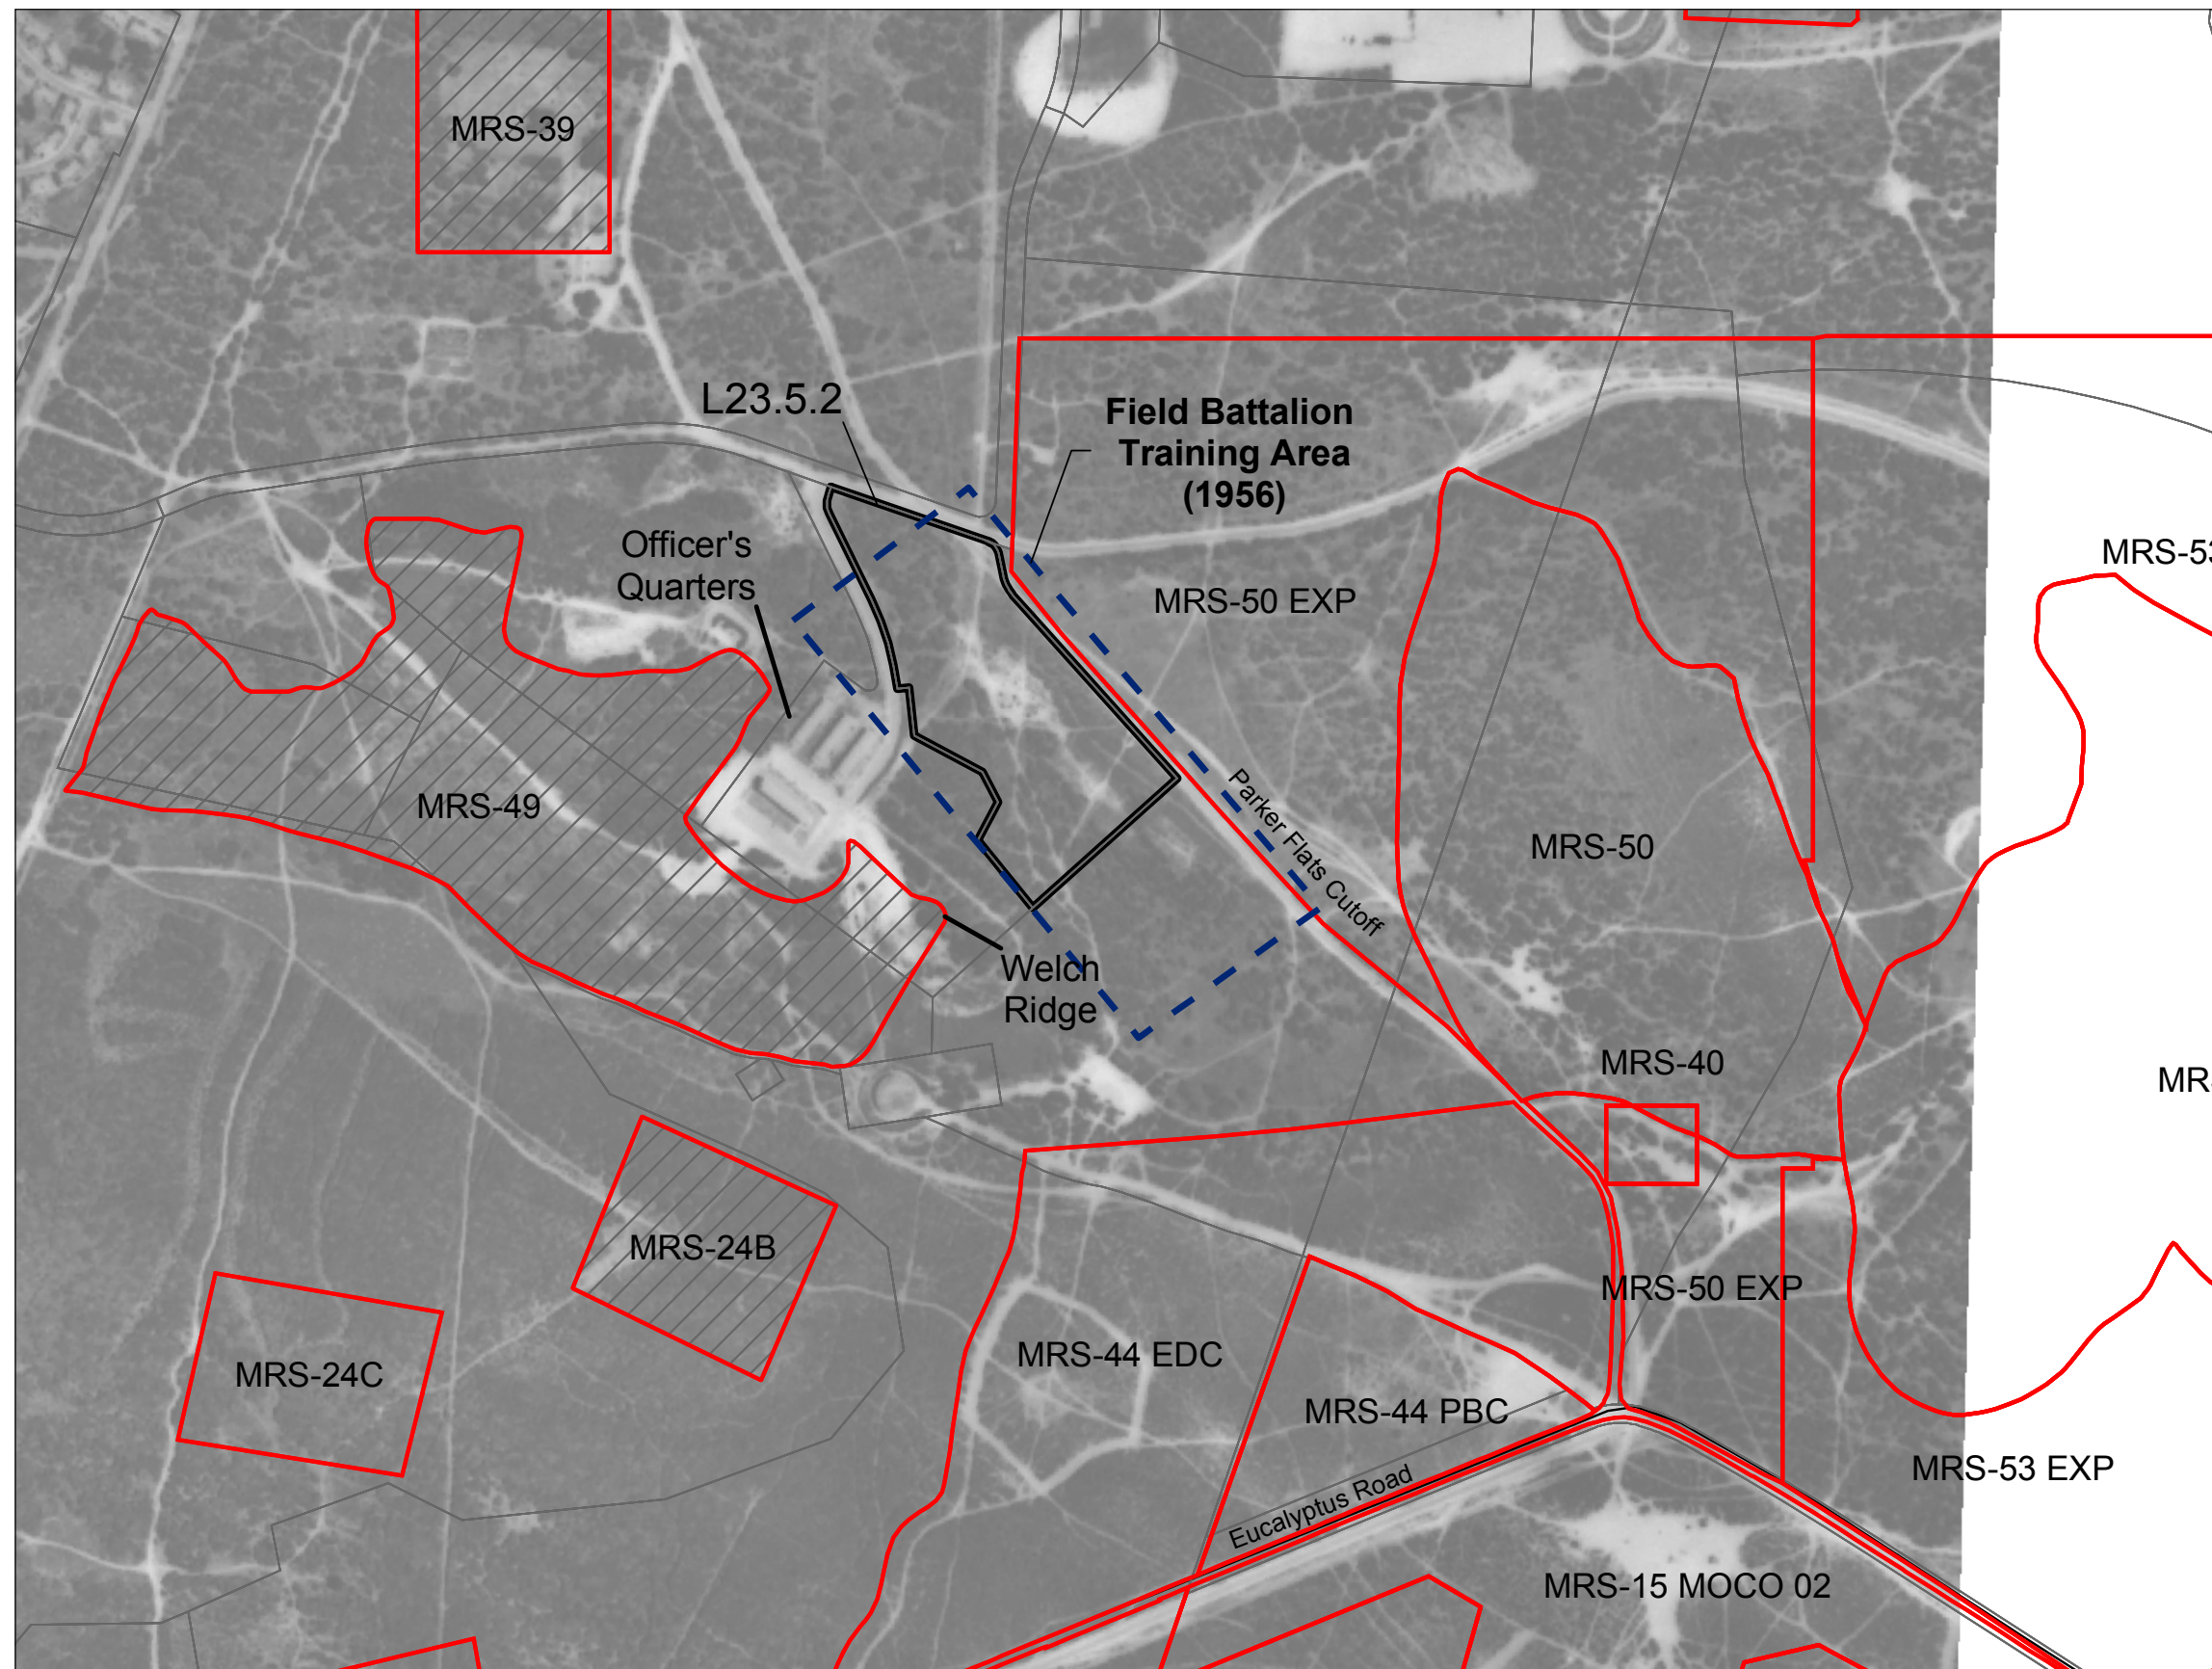 MRS-39
L23.5.2
Field Battalion
Training Area
(1956)
Officer's
Quarters
MRS-53
MRS-50 EXP
MRS-49
Parker Flats Cutoff
MRS-50
Welch
Ridge
MRS-40
MR
MRS-24B
MRS-50 EXP
MRS-44 EDC
MRS-24C
MRS-44 PBC
MRS-53 EXP
Eucalyptus Road
MRS-15 MOCO 02